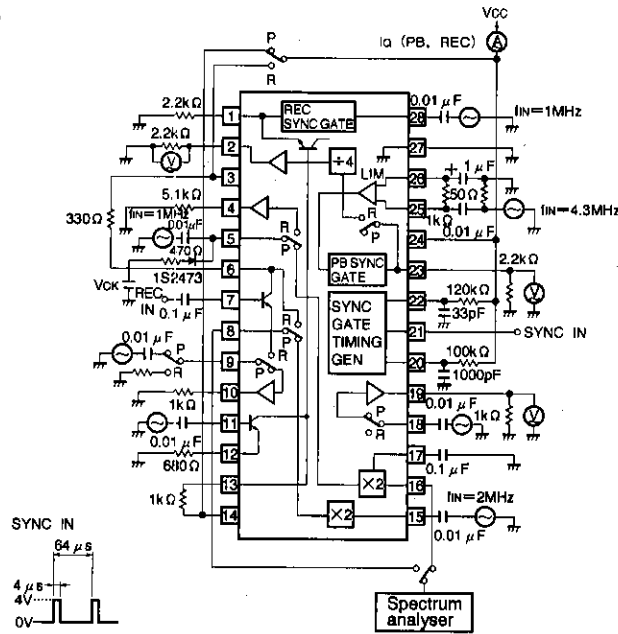 Vcc
Ia (PB, REC)
A
P
R
0.01 μF
fIN=1MHz
2.2kΩ
1
REC
SYNC GATE
28
2.2kΩ
2
V
÷4
27
3
LIM
26
+ 1 μF
50Ω
5.1kΩ
4
25
1kΩ
fIN=4.3MHz
330Ω
fIN=1MHz
0.01μF
R
P
R
P
24
0.01 μF
5
470Ω
6
1S2473
PB SYNC
GATE
23
2.2kΩ
V
VCK
REC
IN
7
0.1 μF
R
P
SYNC
GATE
TIMING
GEN
22
120kΩ
33pF
21
SYNC IN
8
0.01 μF
P
R
9
R
P
20
100kΩ
1000pF
10
1kΩ
19
0.01 μF
1kΩ
V
11
0.01 μF
P
R
18
12
680Ω
17
0.1 μF
13
1kΩ
×2
16
fIN=2MHz
14
×2
15
0.01 μF
SYNC IN
64 μs
4 μs
4V
0V
Spectrum
analyser